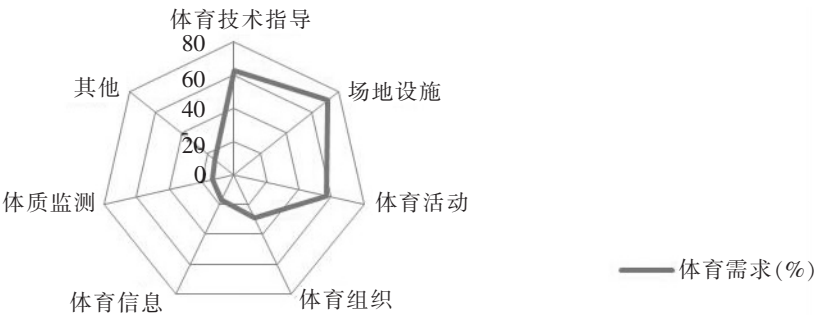 体育技术指导
80
60
40
20
0
其他
场地设施
体质监测
体育活动
体育信息
体育组织
体育需求(%)